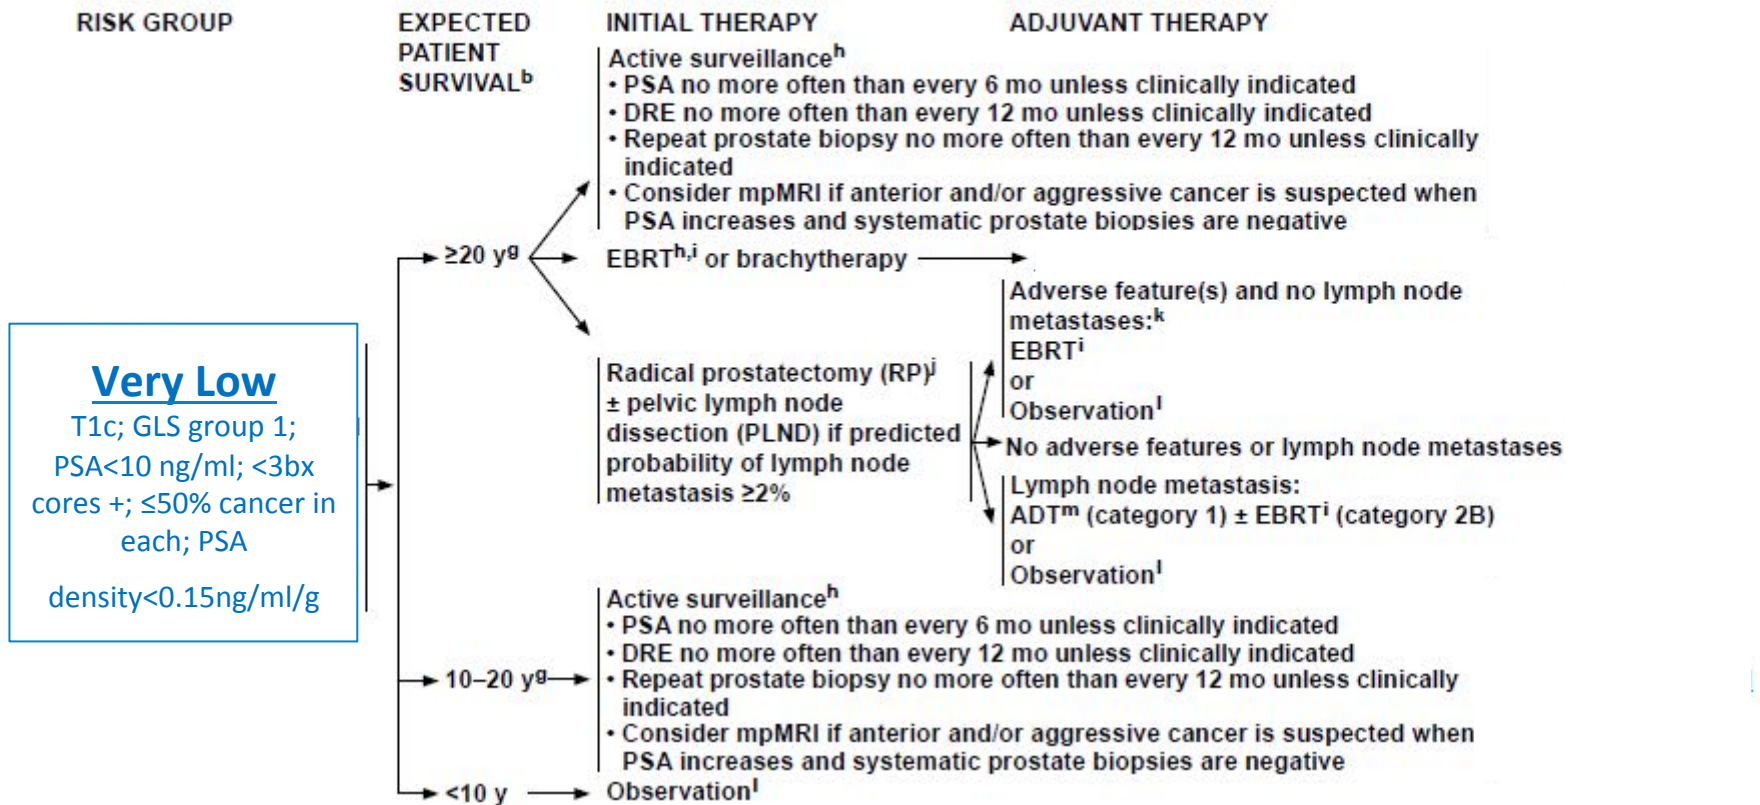 RISK GROUP
EXPECTED
PATIENT
SURVIVALb
INITIAL THERAPY
ADJUVANT THERAPY
Very Low
T1c; GLS group 1;
PSA<10 ng/ml; <3bx
cores +; ≤50% cancer in
each; PSA
density<0.15ng/ml/g
≥20 yg
Active surveillanceh
• PSA no more often than every 6 mo unless clinically indicated
• DRE no more often than every 12 mo unless clinically indicated
• Repeat prostate biopsy no more often than every 12 mo unless clinically
indicated
• Consider mpMRI if anterior and/or aggressive cancer is suspected when
PSA increases and systematic prostate biopsies are negative
EBRTh,i or brachytherapy
Radical prostatectomy (RP)j
± pelvic lymph node
dissection (PLND) if predicted
probability of lymph node
metastasis ≥2%
Adverse feature(s) and no lymph node
metastases:k
EBRTi
or
Observationl
No adverse features or lymph node metastases
Lymph node metastasis:
ADTm (category 1) ± EBRTi (category 2B)
or
Observationl
10–20 yg
Active surveillanceh
• PSA no more often than every 6 mo unless clinically indicated
• DRE no more often than every 12 mo unless clinically indicated
• Repeat prostate biopsy no more often than every 12 mo unless clinically
indicated
• Consider mpMRI if anterior and/or aggressive cancer is suspected when
PSA increases and systematic prostate biopsies are negative
<10 y
Observationl